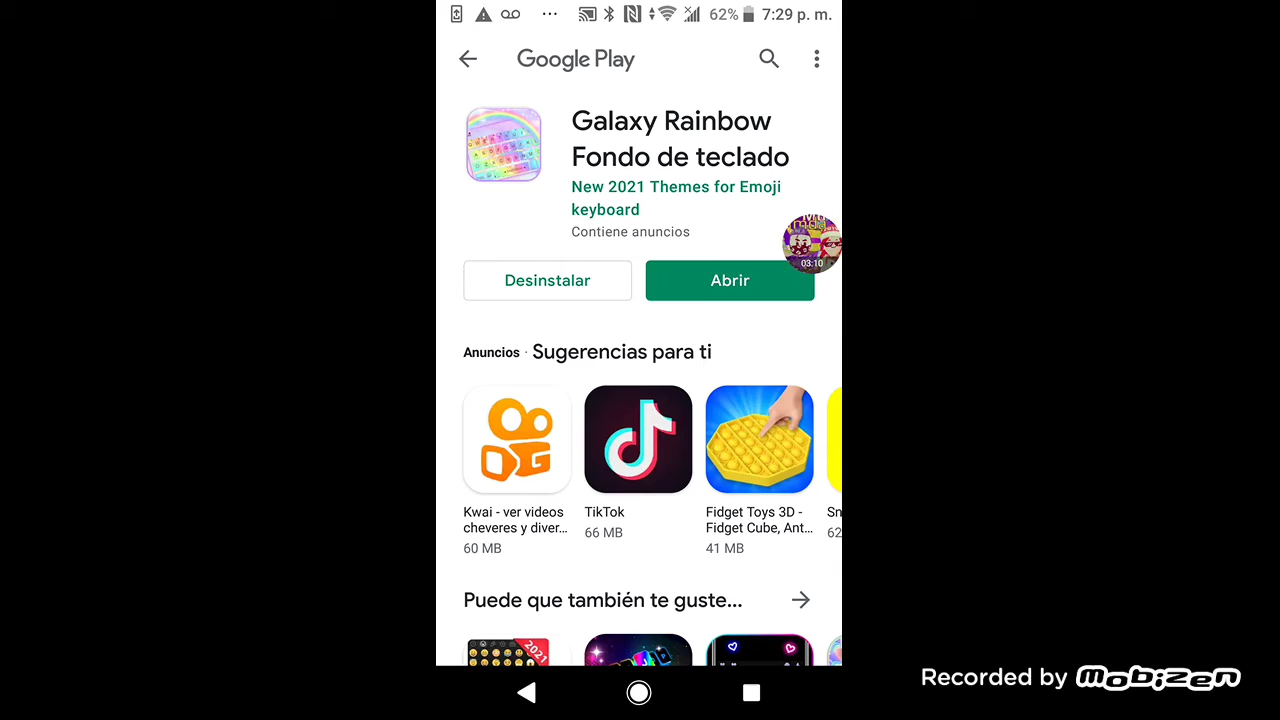 62% 7:29 p. m.
Google Play
Galaxy Rainbow
Fondo de teclado
New 2021 Themes for Emoji
keyboard
Contiene anuncios
03:10
Desinstalar
Abrir
Anuncios · Sugerencias para ti
Kwai - ver videos
cheveres y diver...
60 MB
TikTok
66 MB
Fidget Toys 3D -
Fidget Cube, Ant...
41 MB
Sn
62
Puede que también te guste...
2021
Recorded by Mobizen